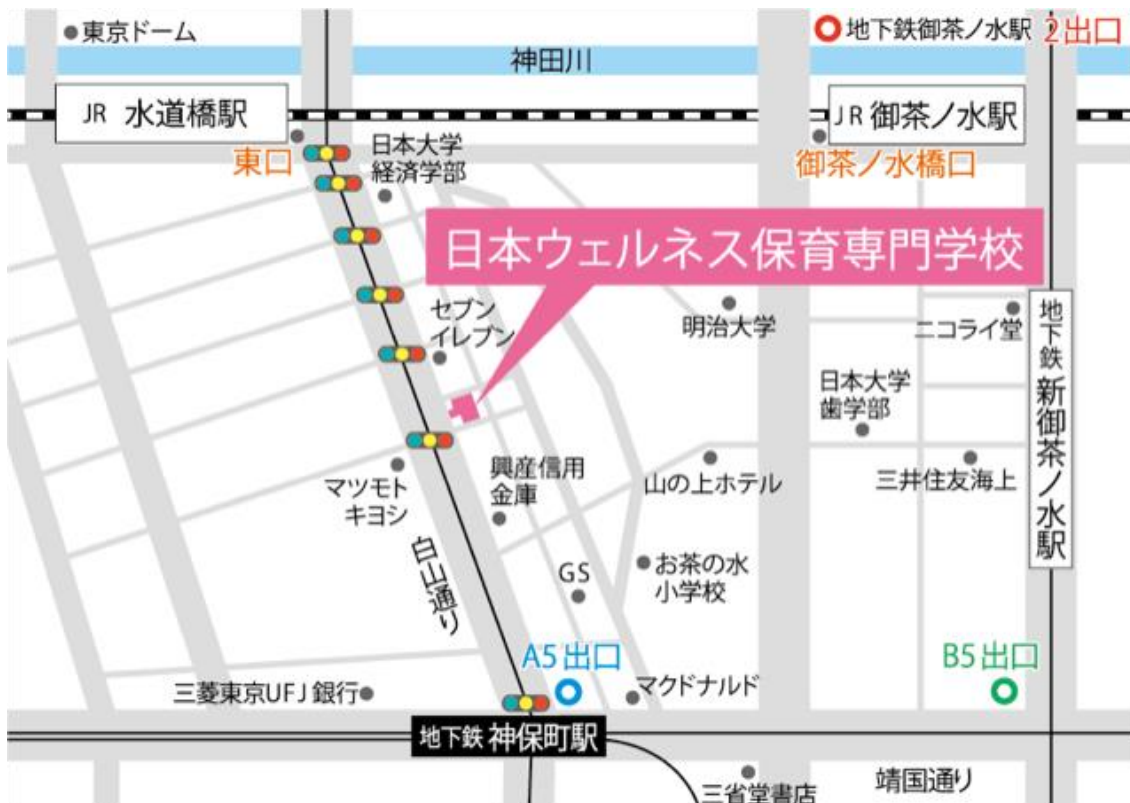 東京ドーム
地下鉄御茶ノ水駅 2出口
神田川
JR 水道橋駅
JR 御茶ノ水駅
東口
日本大学
経済学部
御茶ノ水橋口
日本ウェルネス保育専門学校
セブン
イレブン
明治大学
ニコライ堂
地下鉄 新御茶ノ水駅
日本大学
歯学部
マツモト
キヨシ
興産信用
金庫
山の上ホテル
三井住友海上
白山通り
GS
お茶の水
小学校
A5出口
B5出口
三菱東京UFJ銀行
マクドナルド
地下鉄 神保町駅
三省堂書店
靖国通り